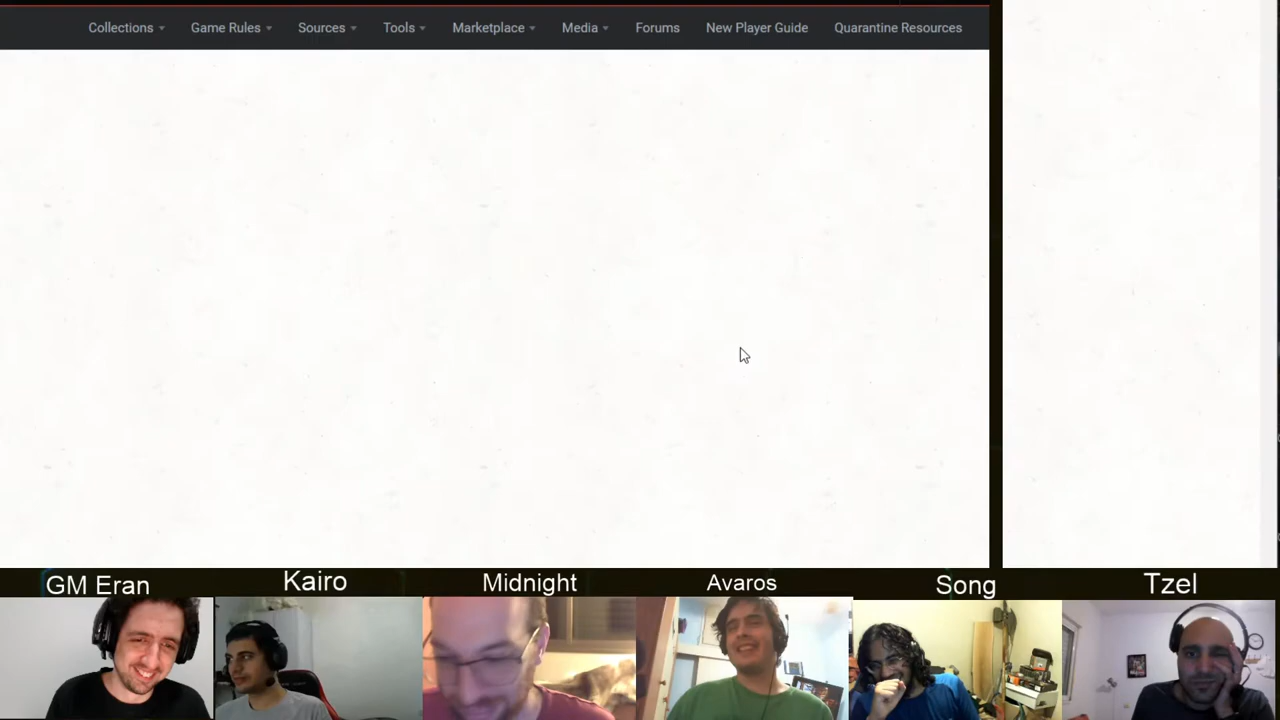 Collections Game Rules Sources Tools Marketplace Media Forums New Player Guide Quarantine Resources
GM Eran Kairo Midnight Avaros Song Tzel